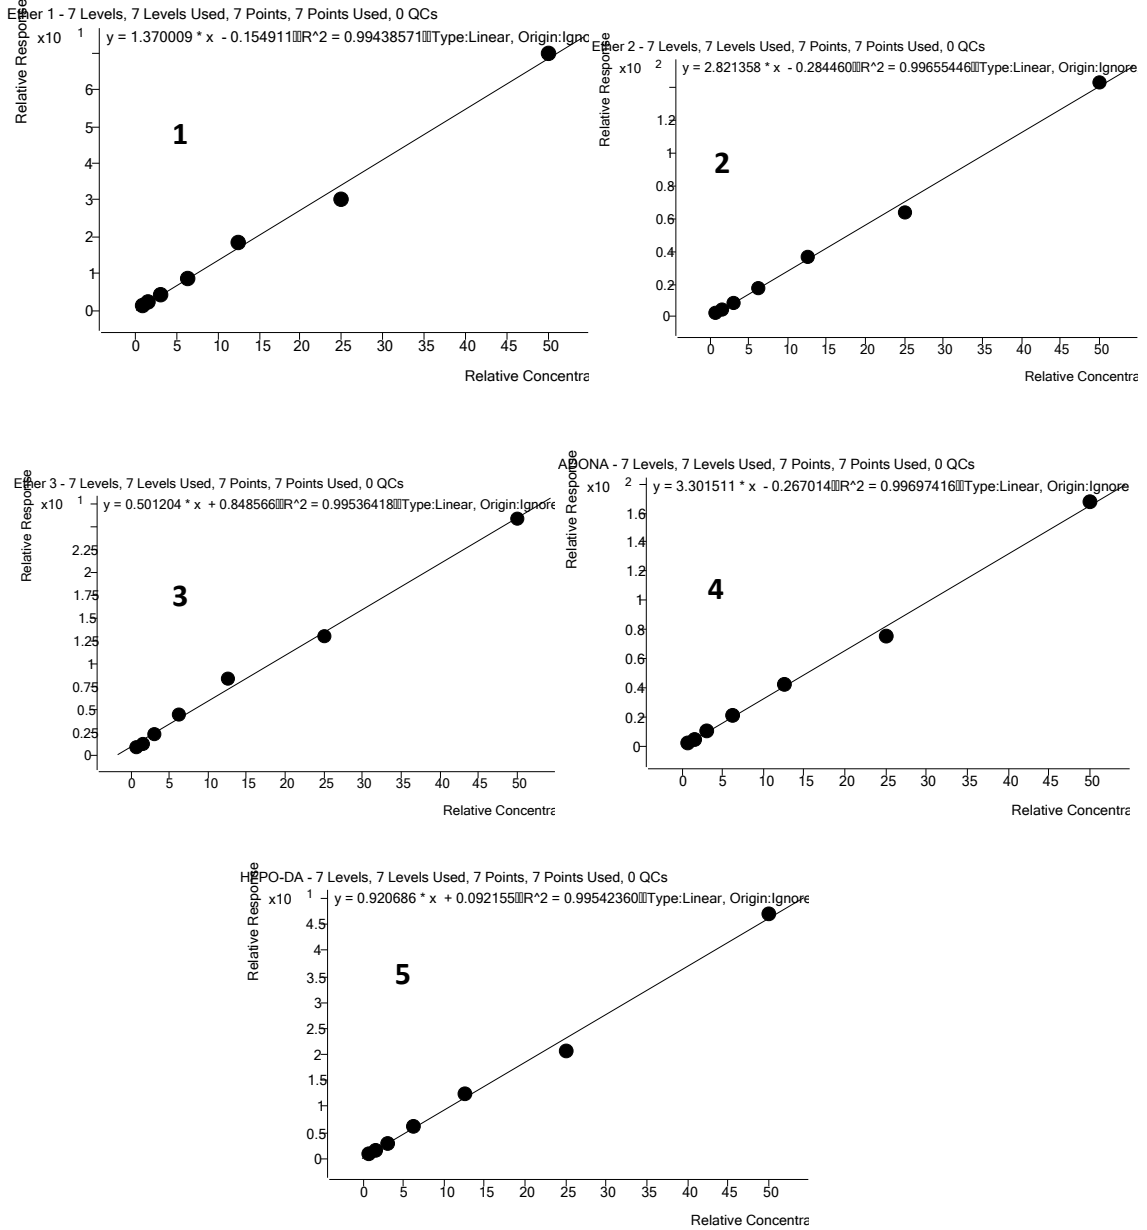 Ether 1 - 7 Levels, 7 Levels Used, 7 Points, 7 Points Used, 0 QCs
Relative Response
x10 1
y = 1.370009 * x - 0.154911 R^2 = 0.99438571 Type:Linear, Origin:Igno
6
5
4
3
2
1
0
1
0 5 10 15 20 25 30 35 40 45 50
Relative Concentra
Ether 2 - 7 Levels, 7 Levels Used, 7 Points, 7 Points Used, 0 QCs
Relative Response
x10 2
y = 2.821358 * x - 0.284460 R^2 = 0.99655446 Type:Linear, Origin:Ignore
1.2
1
0.8
0.6
0.4
0.2
0
2
0 5 10 15 20 25 30 35 40 45 50
Relative Concentra
Ether 3 - 7 Levels, 7 Levels Used, 7 Points, 7 Points Used, 0 QCs
Relative Response
x10 1
y = 0.501204 * x + 0.848566 R^2 = 0.99536418 Type:Linear, Origin:Ignore
2.25
2
1.75
1.5
1.25
1
0.75
0.5
0.25
0
3
0 5 10 15 20 25 30 35 40 45 50
Relative Concentra
ADONA - 7 Levels, 7 Levels Used, 7 Points, 7 Points Used, 0 QCs
Relative Response
x10 2
y = 3.301511 * x - 0.267014 R^2 = 0.99697416 Type:Linear, Origin:Ignore
1.6
1.4
1.2
1
0.8
0.6
0.4
0.2
0
4
0 5 10 15 20 25 30 35 40 45 50
Relative Concentra
HFPO-DA - 7 Levels, 7 Levels Used, 7 Points, 7 Points Used, 0 QCs
Relative Response
x10 1
y = 0.920686 * x + 0.092155 R^2 = 0.99542360 Type:Linear, Origin:Ignore
4.5
4
3.5
3
2.5
2
1.5
1
0.5
0
5
0 5 10 15 20 25 30 35 40 45 50
Relative Concentra